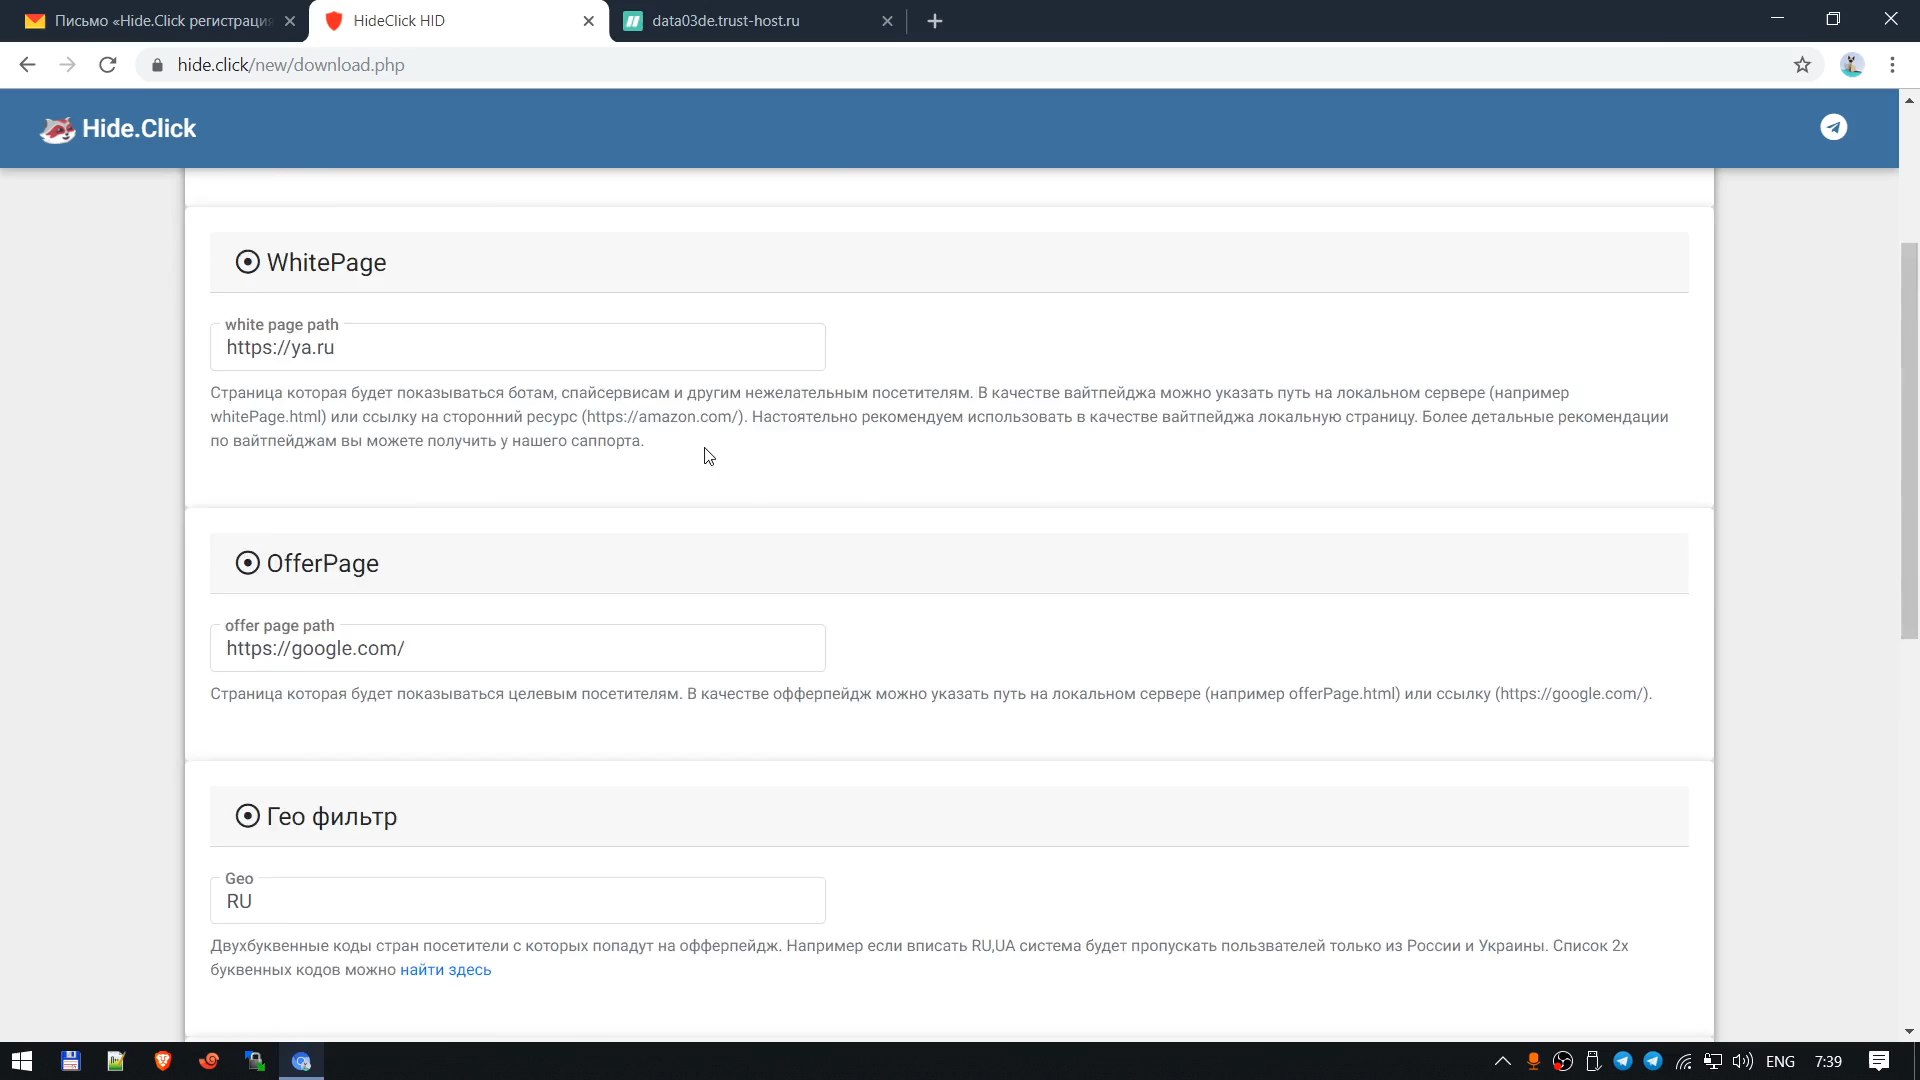 Письмо «Hide.Click регистрация
HideClick HID
data03de.trust-host.ru
hide.click/new/download.php
Hide.Click
WhitePage
white page path
https://ya.ru
Страница которая будет показываться ботам, спайсервисам и другим нежелательным посетителям. В качестве вайтпейджа можно указать путь на локальном сервере (например
whitePage.html) или ссылку на сторонний ресурс (https://amazon.com/). Настоятельно рекомендуем использовать в качестве вайтпейджа локальную страницу. Более детальные рекомендации
по вайтпейджам вы можете получить у нашего саппорта.
OfferPage
offer page path
https://google.com/
Страница которая будет показываться целевым посетителям. В качестве офферпейдж можно указать путь на локальном сервере (например offerPage.html) или ссылку (https://google.com/).
Гео фильтр
Geo
RU
Двухбуквенные коды стран посетители с которых попадут на офферпейдж. Например если вписать RU,UA система будет пропускать пользвателей только из России и Украины. Список 2х
буквенных кодов можно найти здесь
ENG
7:39